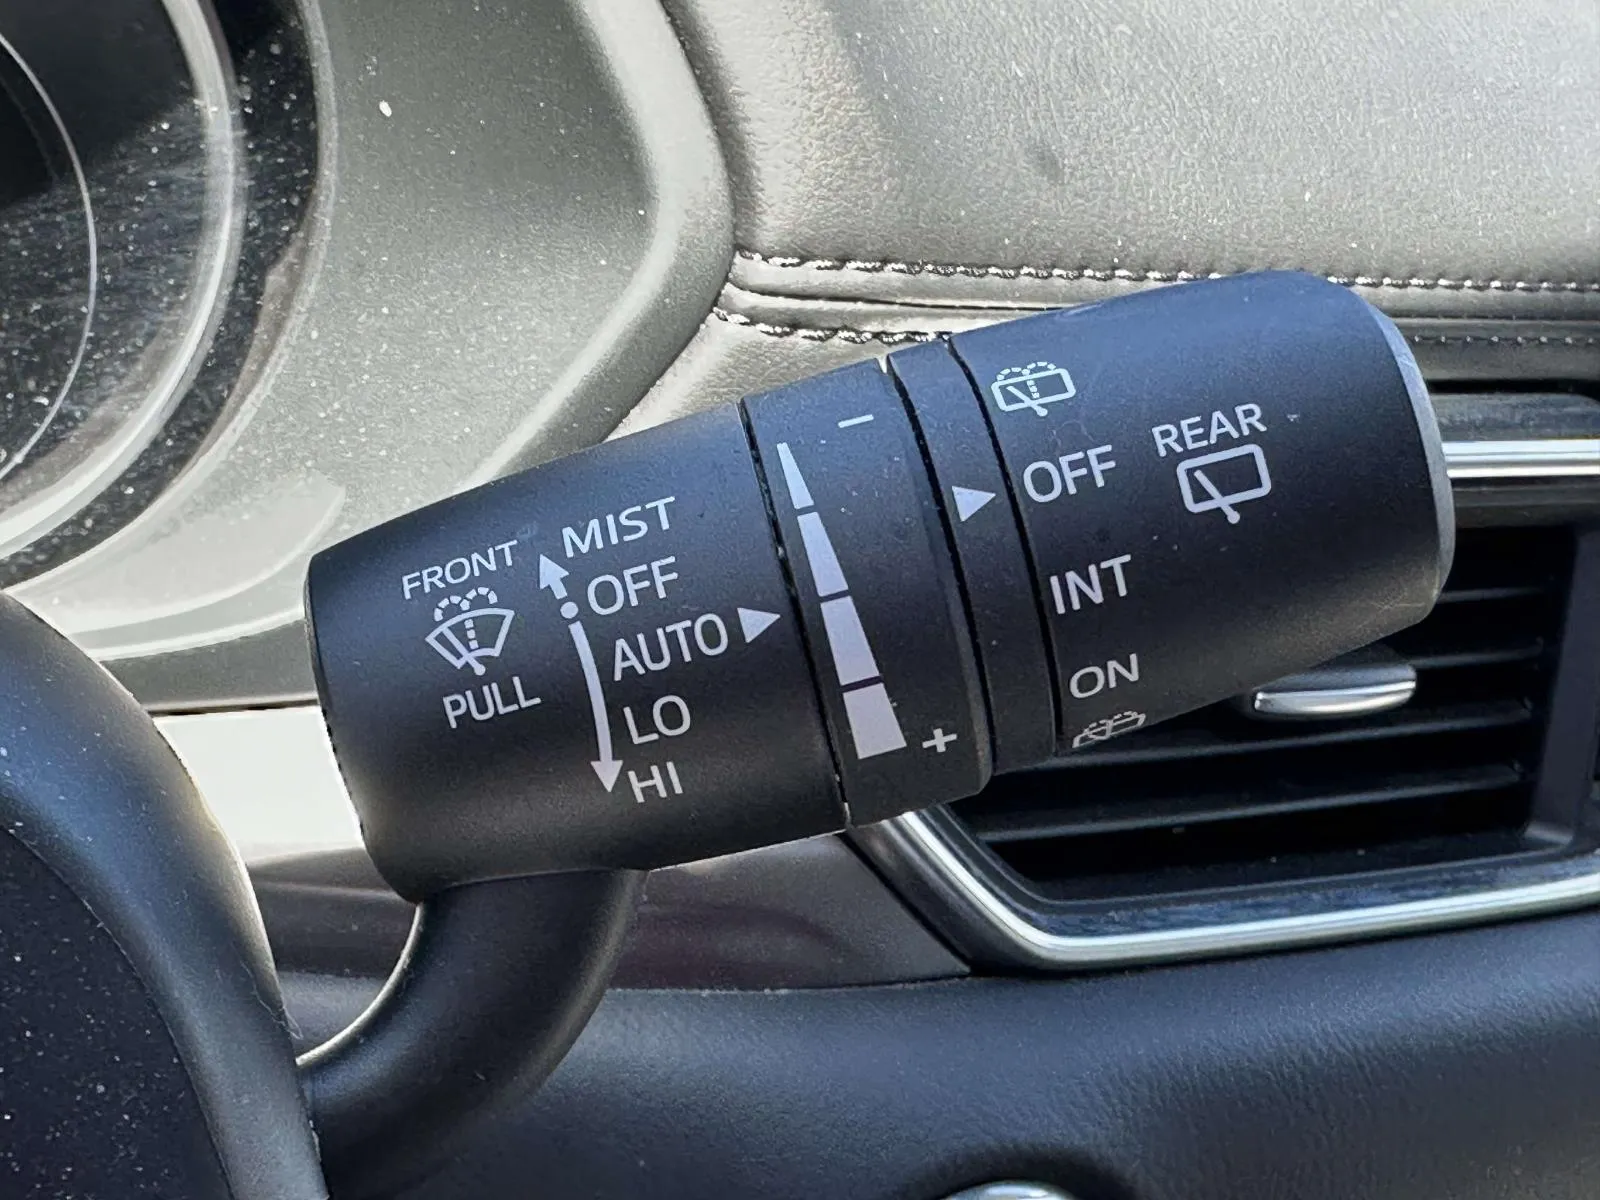 FRONT
PULL
MIST
OFF
AUTO
LO
HI
−
+
OFF
INT
ON
REAR